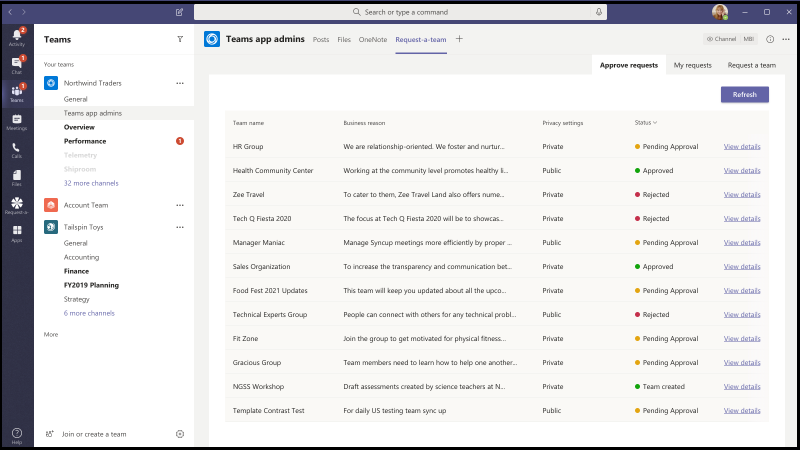 Search or type a command
Activity
2
Chat
1
Teams
1
Meetings
Calls
Files
Request-a
Apps
Help
Teams
Your teams
Northwind Traders
General
Teams app admins
Overview
Performance
1
Telemetry
Shiproom
32 more channels
Account Team
Tailspin Toys
General
Accounting
Finance
FY2019 Planning
Strategy
6 more channels
More
Join or create a team
Teams app admins Posts Files OneNote Request-a-team
Channel MBI
Approve requests My requests Request a team
Refresh
Team name Business reason Privacy settings Status
HR Group We are relationship-oriented. We foster and nurtur... Private Pending Approval View details
Health Community Center Working at the community level promotes healthy li... Public Approved View details
Zee Travel To cater to them, Zee Travel Land also offers nume... Private Rejected View details
Tech Q Fiesta 2020 The focus at Tech Q Fiesta 2020 will be to showcas... Private Rejected View details
Manager Maniac Manage Syncup meetings more efficiently by proper ... Public Pending Approval View details
Sales Organization To increase the transparency and communication bet... Private Approved View details
Food Fest 2021 Updates This team will keep you updated about all the upco... Private Pending Approval View details
Technical Experts Group People can connect with others for any technical probl... Public Rejected View details
Fit Zone Join the group to get motivated for physical fitness... Private Pending Approval View details
Gracious Group Team members need to learn how to help one another... Private Pending Approval View details
NGSS Workshop Draft assessments created by science teachers at N... Private Team created View details
Template Contrast Test For daily US testing team sync up Public Pending Approval View details